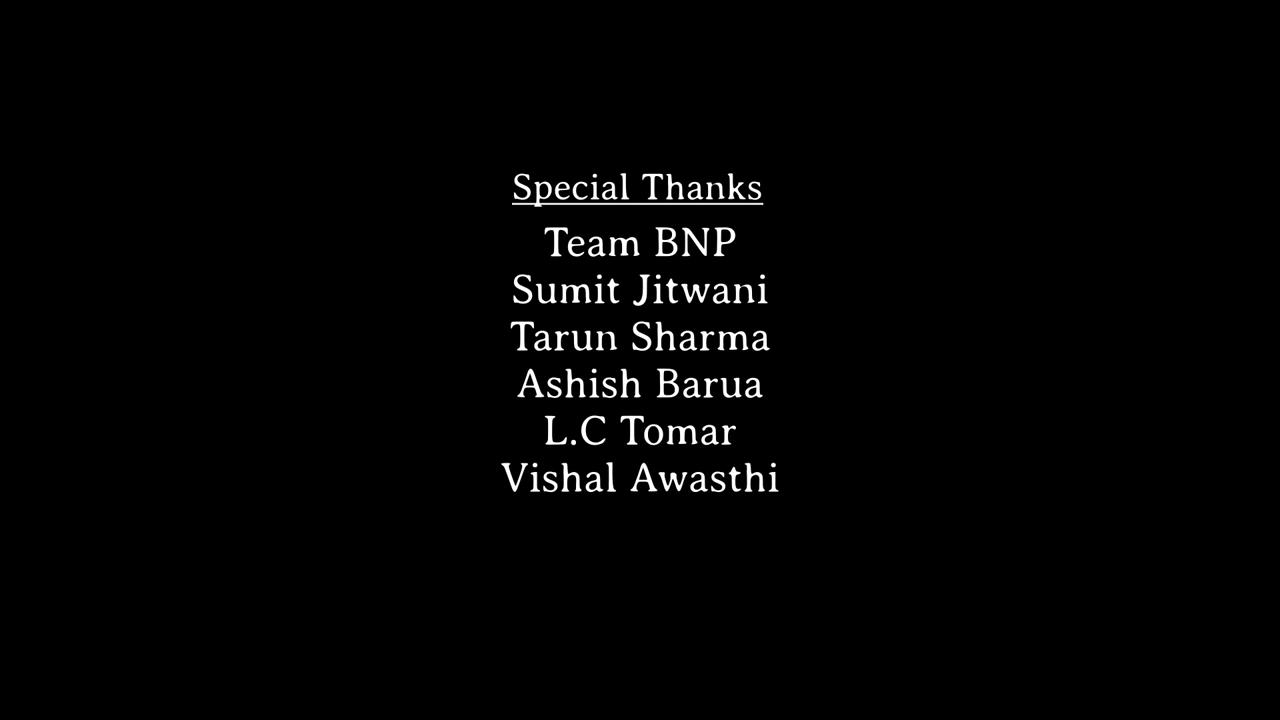 Special Thanks
Team BNP
Sumit Jitwani
Tarun Sharma
Ashish Barua
L.C Tomar
Vishal Awasthi